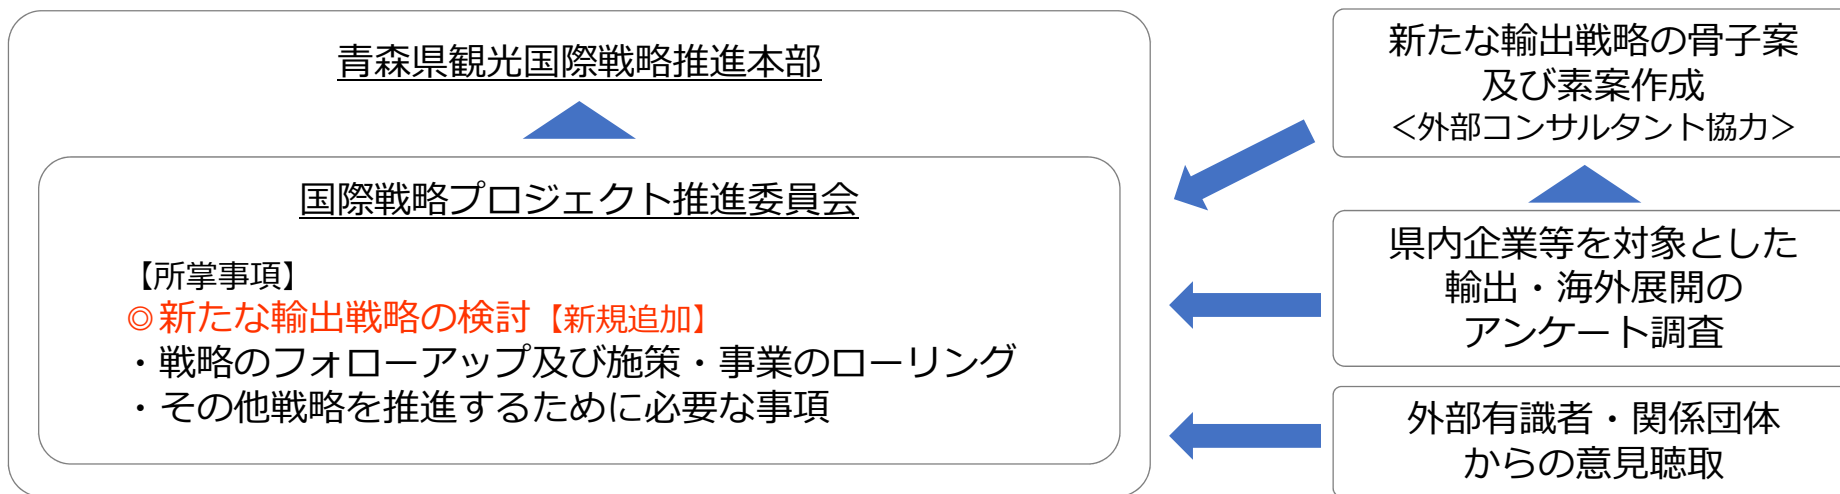 青森県観光国際戦略推進本部
国際戦略プロジェクト推進委員会
【所掌事項】
◎新たな輸出戦略の検討【新規追加】
・戦略のフォローアップ及び施策・事業のローリング
・その他戦略を推進するために必要な事項
新たな輸出戦略の骨子案
及び素案作成
＜外部コンサルタント協力＞
県内企業等を対象とした
輸出・海外展開の
アンケート調査
外部有識者・関係団体
からの意見聴取